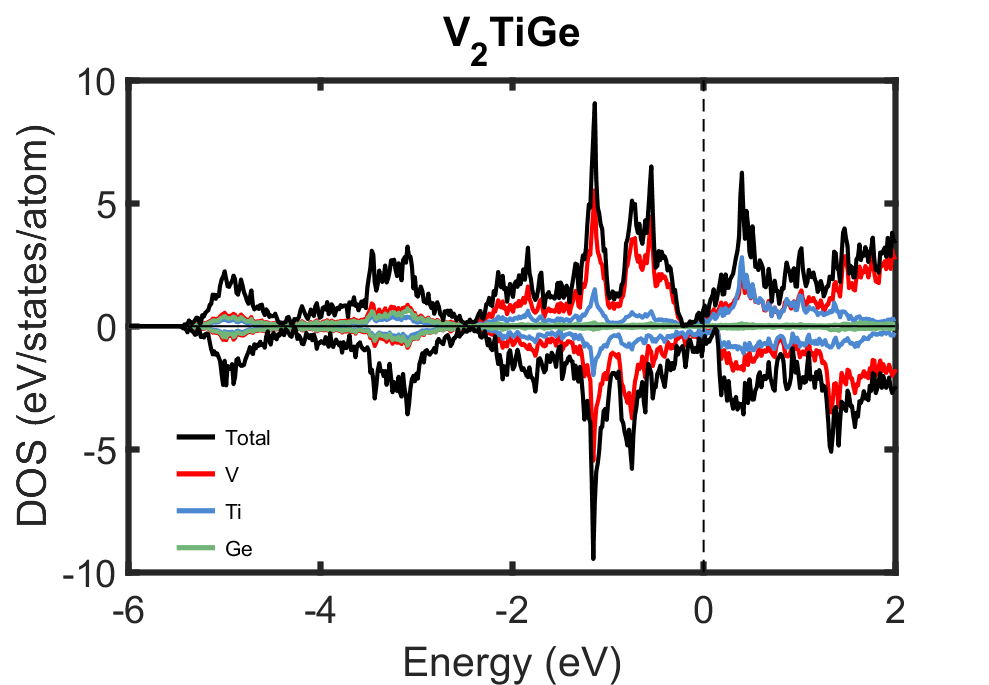 V₂TiGe
10
5
0
-5
-10
DOS (eV/states/atom)
Total
V
Ti
Ge
-6 -4 -2 0 2
Energy (eV)